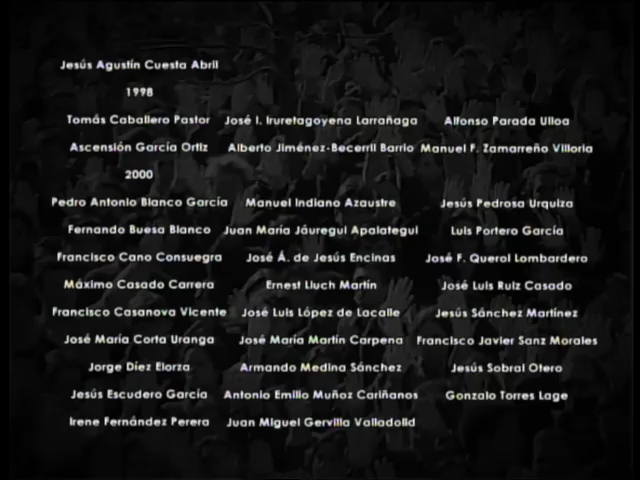 Jesús Agustín Cuesta Abril
1998
Tomás Caballero Pastor José I. Iruretagoyena Larrañaga Alfonso Parada Ulloa
Ascensión García Ortiz Alberto Jiménez-Becerril Barrio Manuel F. Zamarreño Villoria
2000
Pedro Antonio Blanco García Manuel Indiano Azaustre Jesús Pedrosa Urquiza
Fernando Buesa Blanco Juan María Jáuregui Apalategui Luis Portero García
Francisco Cano Consuegra José Á. de Jesús Encinas José F. Querol Lombardero
Máximo Casado Carrera Ernest Lluch Martín José Luis Ruiz Casado
Francisco Casanova Vicente José Luis López de Lacalle Jesús Sánchez Martínez
José María Corta Uranga José María Martín Carpena Francisco Javier Sanz Morales
Jorge Díez Elorza Armando Medina Sánchez Jesús Sobral Otero
Jesús Escudero García Antonio Emilio Muñoz Cariñanos Gonzalo Torres Lage
Irene Fernández Perera Juan Miguel Gervilla Valladolid